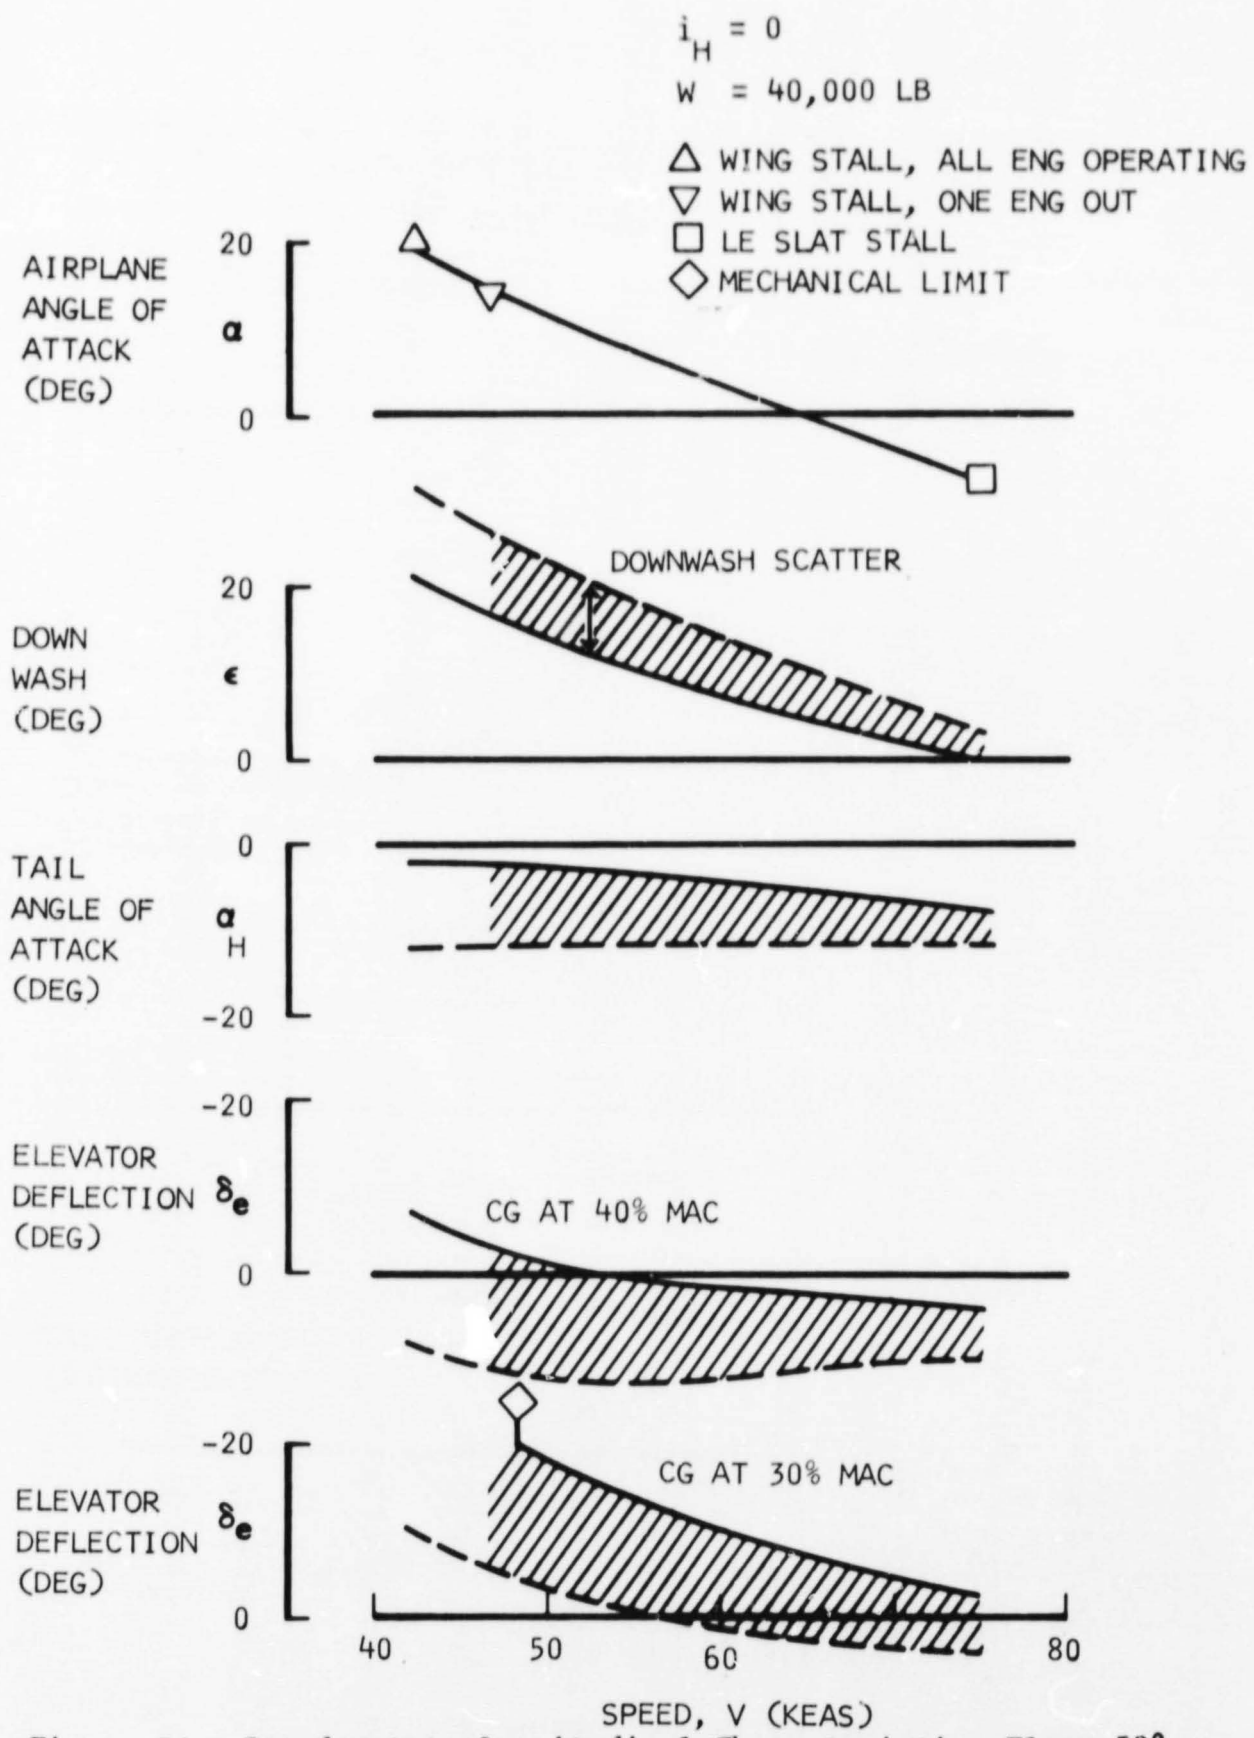 i_H = 0
W = 40,000 LB
△ WING STALL, ALL ENG OPERATING
▽ WING STALL, ONE ENG OUT
□ LE SLAT STALL
◇ MECHANICAL LIMIT
AIRPLANE
ANGLE OF
ATTACK
(DEG)
α
20
0
DOWNWASH SCATTER
DOWN
WASH
(DEG)
ϵ
20
0
TAIL
ANGLE OF
ATTACK
(DEG)
α
H
0
-20
ELEVATOR
DEFLECTION
(DEG)
δe
-20
0
CG AT 40% MAC
ELEVATOR
DEFLECTION
(DEG)
δe
-20
0
CG AT 30% MAC
40 50 60 80
SPEED, V (KEAS)